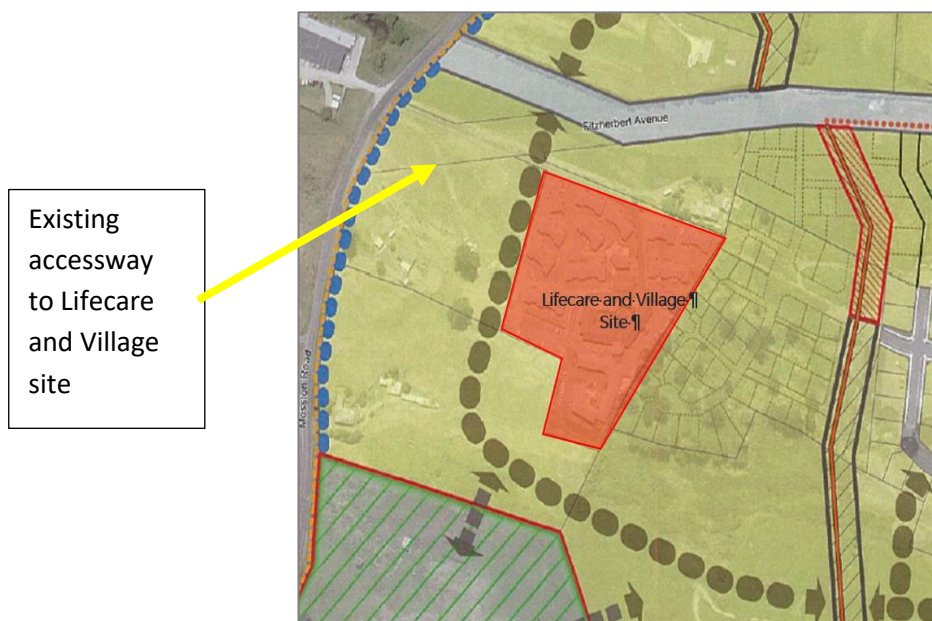 Existing
accessway
to Lifecare
and Village
site
Fitzherbert Avenue
Lifecare·and·Village·¶
Site·¶
Mission Road